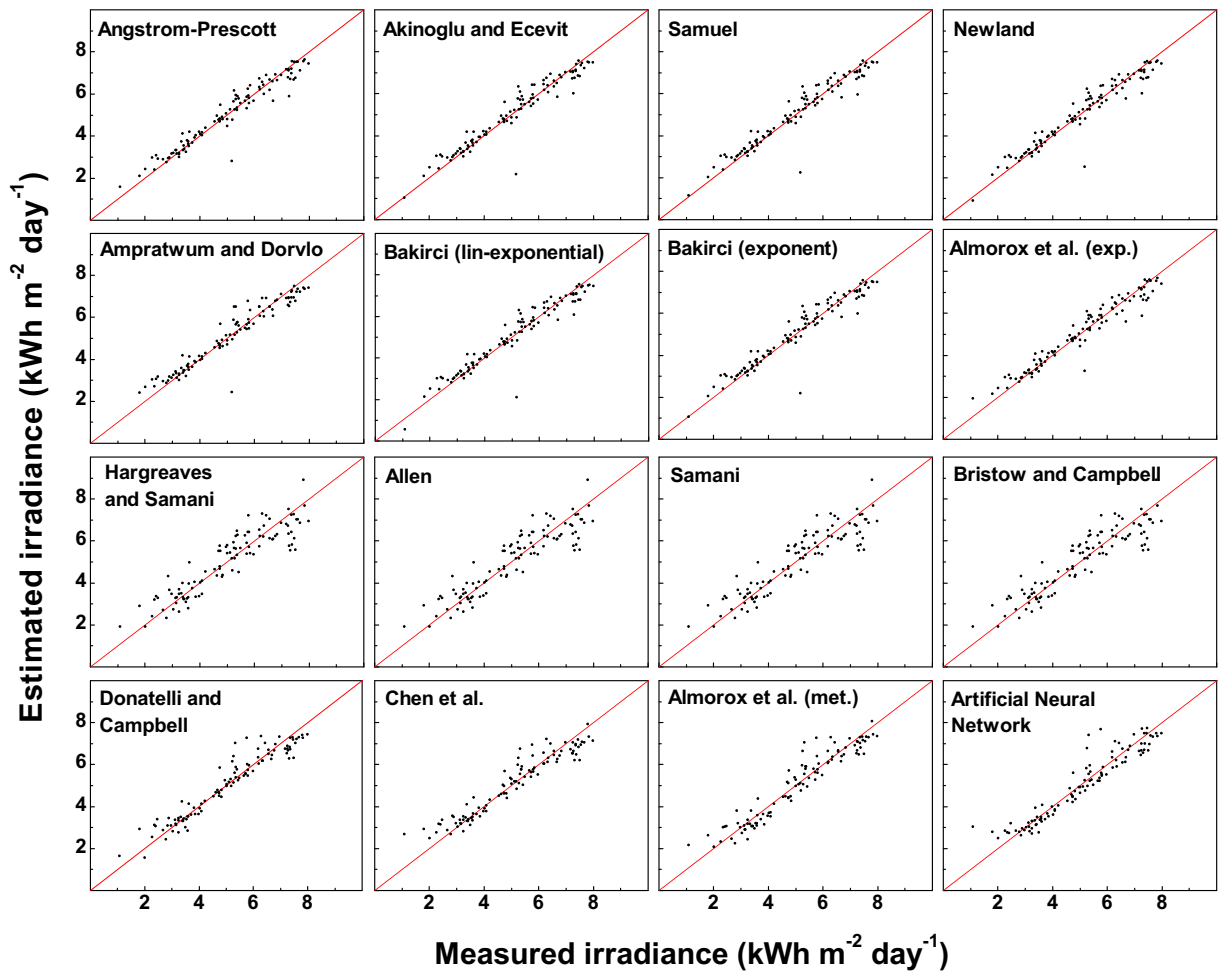 Angstrom-Prescott
Akinoglu and Ecevit
Samuel
Newland
8
6
4
2
Ampratwum and Dorvlo
Bakirci (lin-exponential)
Bakirci (exponent)
Almorox et al. (exp.)
8
6
4
2
Hargreaves
and Samani
Allen
Samani
Bristow and Campbell
8
6
4
2
Donatelli and
Campbell
Chen et al.
Almorox et al. (met.)
Artificial Neural
Network
8
6
4
2
2 4 6 8
2 4 6 8
2 4 6 8
2 4 6 8
Estimated irradiance (kWh m⁻² day⁻¹)
Measured irradiance (kWh m⁻² day⁻¹)